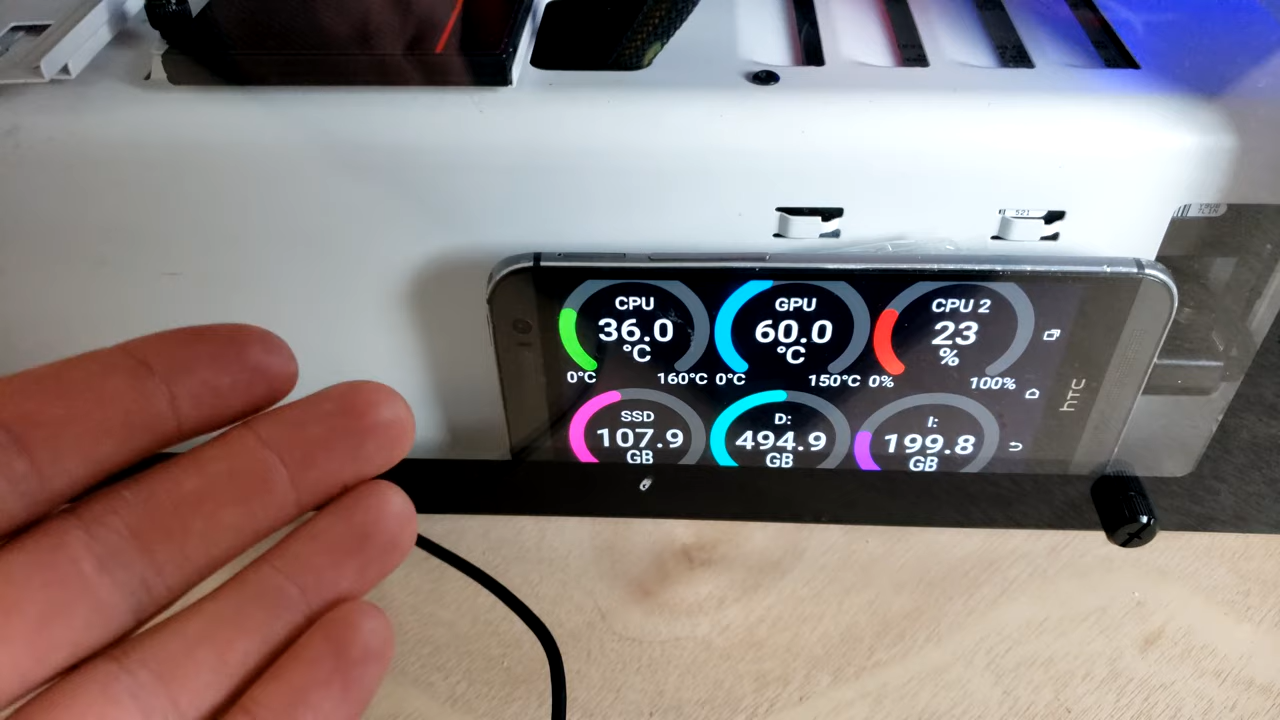 521
CPU
36.0
°C
0°C 160°C
GPU
60.0
°C
0°C 150°C
CPU 2
23
%
0% 100%
SSD
107.9
GB
D:
494.9
GB
I:
199.8
GB
hTC